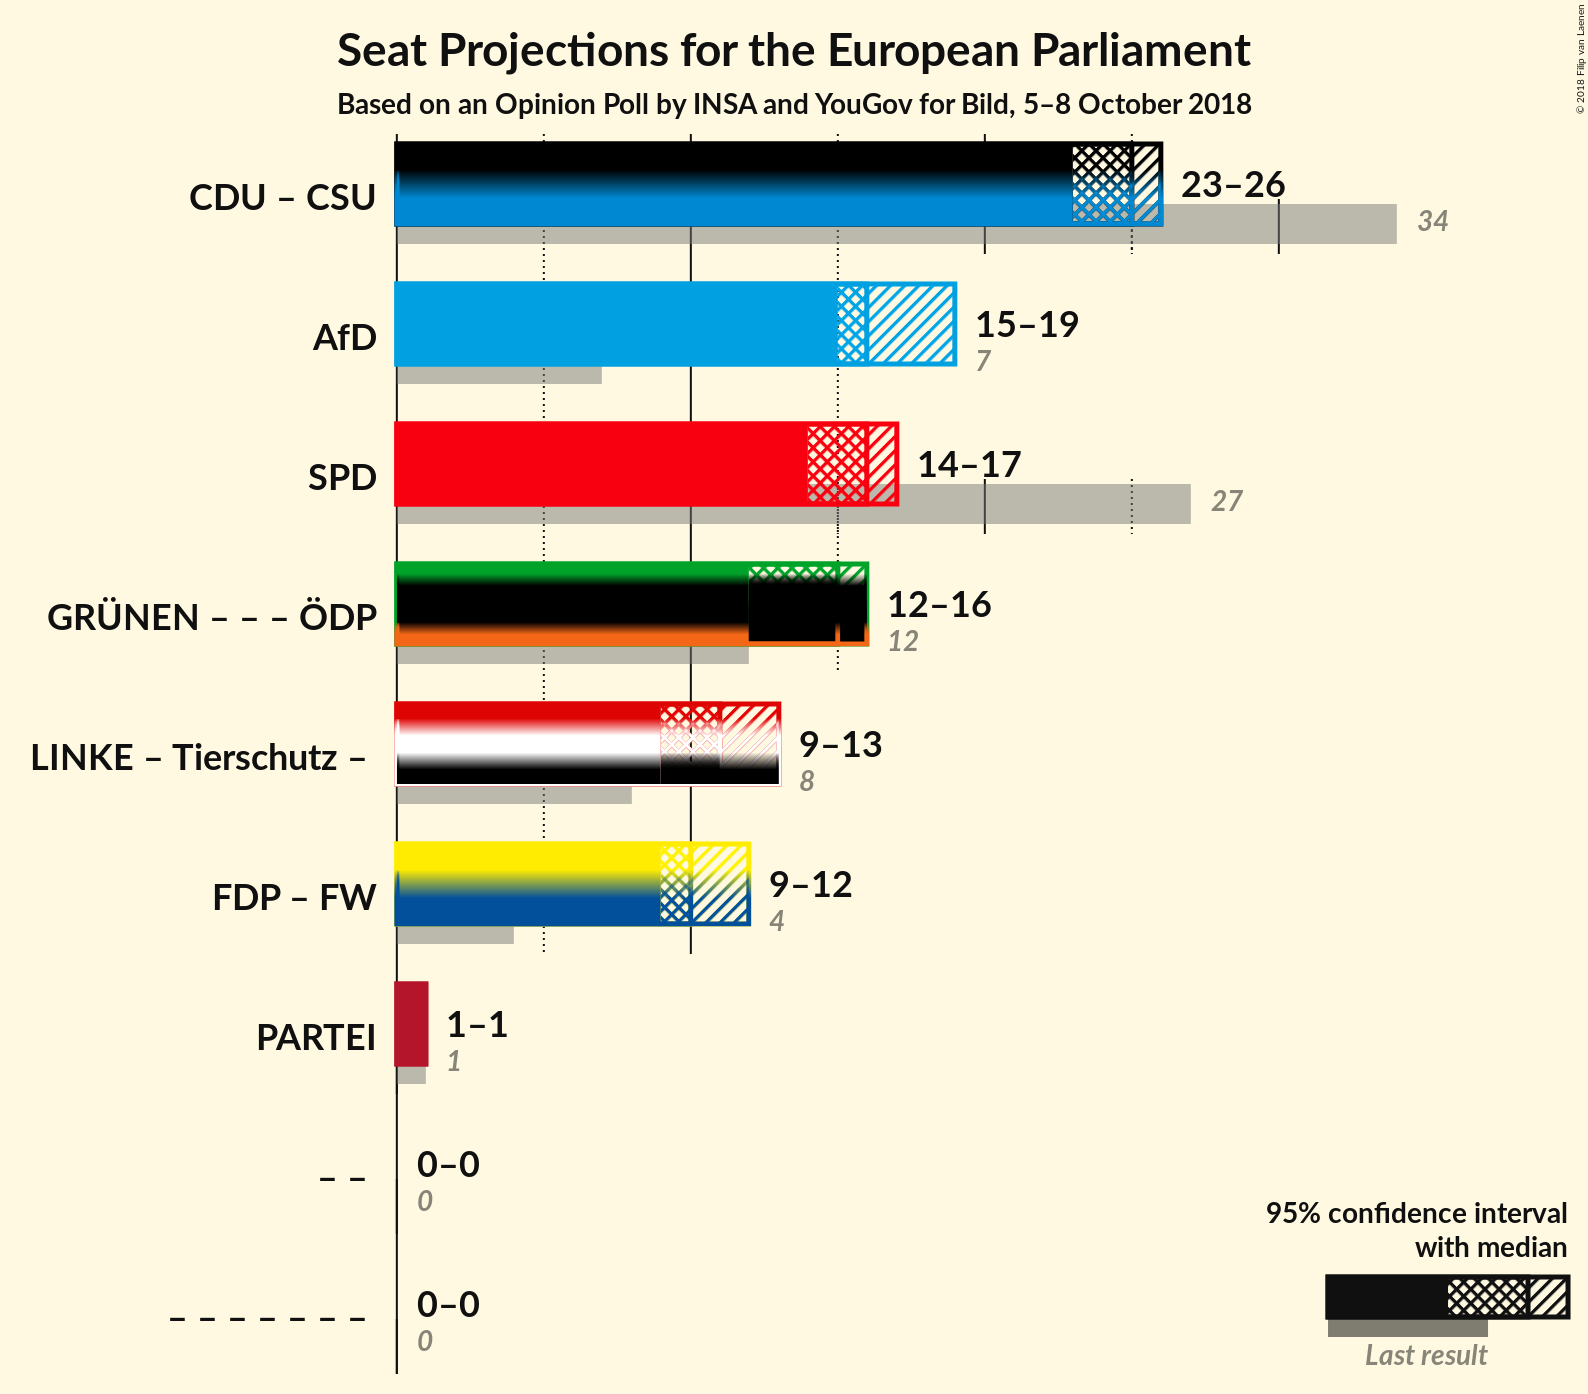 Seat Projections for the European Parliament
Based on an Opinion Poll by INSA and YouGov for Bild, 5–8 October 2018
© 2018 Filip van Laenen
CDU – CSU
23–26
34
AfD
15–19
7
SPD
14–17
27
GRÜNEN – – – ÖDP
12–16
12
LINKE – Tierschutz –
9–13
8
FDP – FW
9–12
4
PARTEI
1–1
1
– –
0–0
0
– – – – – – –
0–0
0
95% confidence interval
with median
Last result